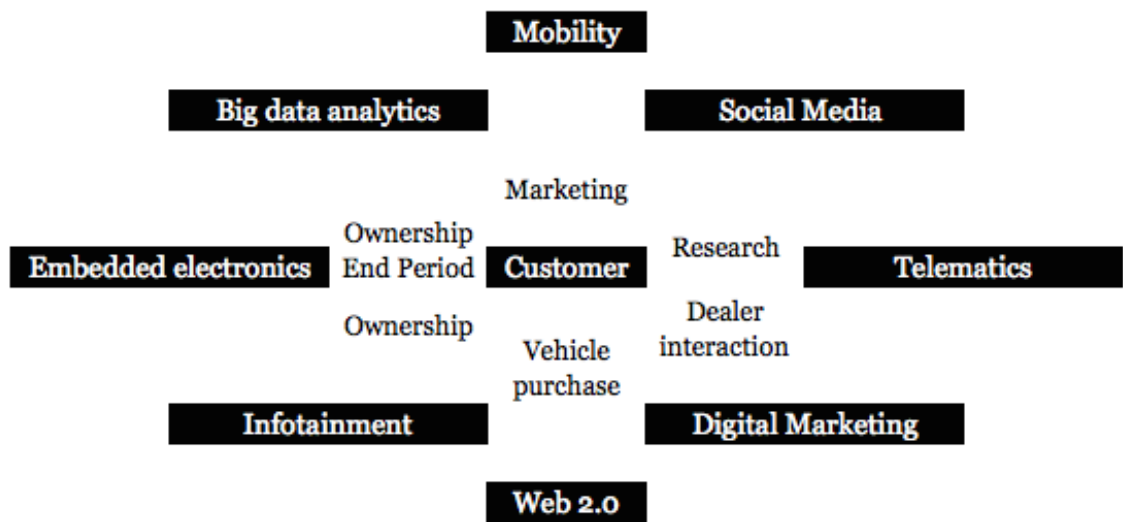 Mobility
Big data analytics
Social Media
Marketing
Ownership
End Period
Embedded electronics
Customer
Research
Telematics
Ownership
Dealer
interaction
Vehicle
purchase
Infotainment
Digital Marketing
Web 2.0